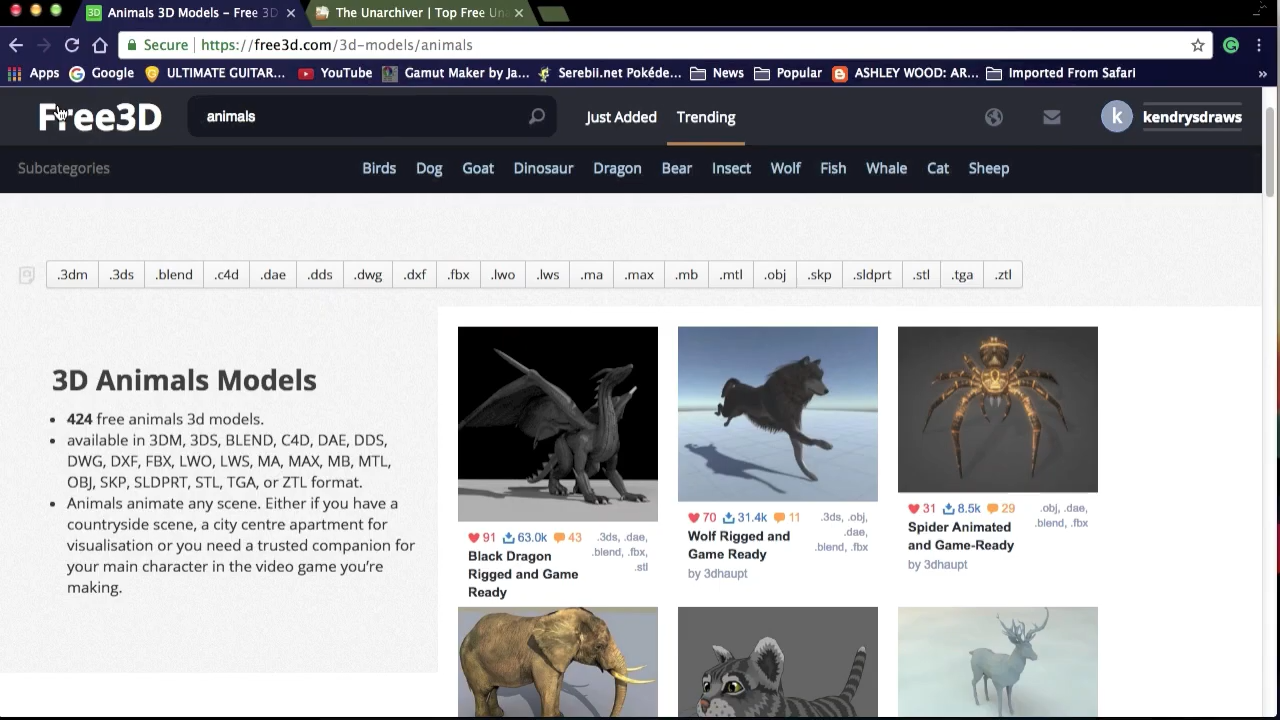 Animals 3D Models – Free 3D
The Unarchiver | Top Free Una
Secure https://free3d.com/3d-models/animals
Apps Google ULTIMATE GUITAR... YouTube Gamut Maker by Ja... Serebii.net Pokéde... News Popular ASHLEY WOOD: AR... Imported From Safari »
Free3D animals Just Added Trending k kendrysdraws
Subcategories Birds Dog Goat Dinosaur Dragon Bear Insect Wolf Fish Whale Cat Sheep
.3dm .3ds .blend .c4d .dae .dds .dwg .dxf .fbx .lwo .lws .ma .max .mb .mtl .obj .skp .sldprt .stl .tga .ztl
3D Animals Models
• 424 free animals 3d models.
• available in 3DM, 3DS, BLEND, C4D, DAE, DDS,
DWG, DXF, FBX, LWO, LWS, MA, MAX, MB, MTL,
OBJ, SKP, SLDPRT, STL, TGA, or ZTL format.
• Animals animate any scene. Either if you have a
countryside scene, a city centre apartment for
visualisation or you need a trusted companion for
your main character in the video game you're
making.
91 63.0k 43 .3ds, .dae,
.blend, .fbx,
.stl
Black Dragon
Rigged and Game
Ready
70 31.4k 11 .3ds, .obj,
.dae,
.blend, .fbx
Wolf Rigged and
Game Ready
by 3dhaupt
31 8.5k 29 .obj, .dae,
.blend, .fbx
Spider Animated
and Game-Ready
by 3dhaupt